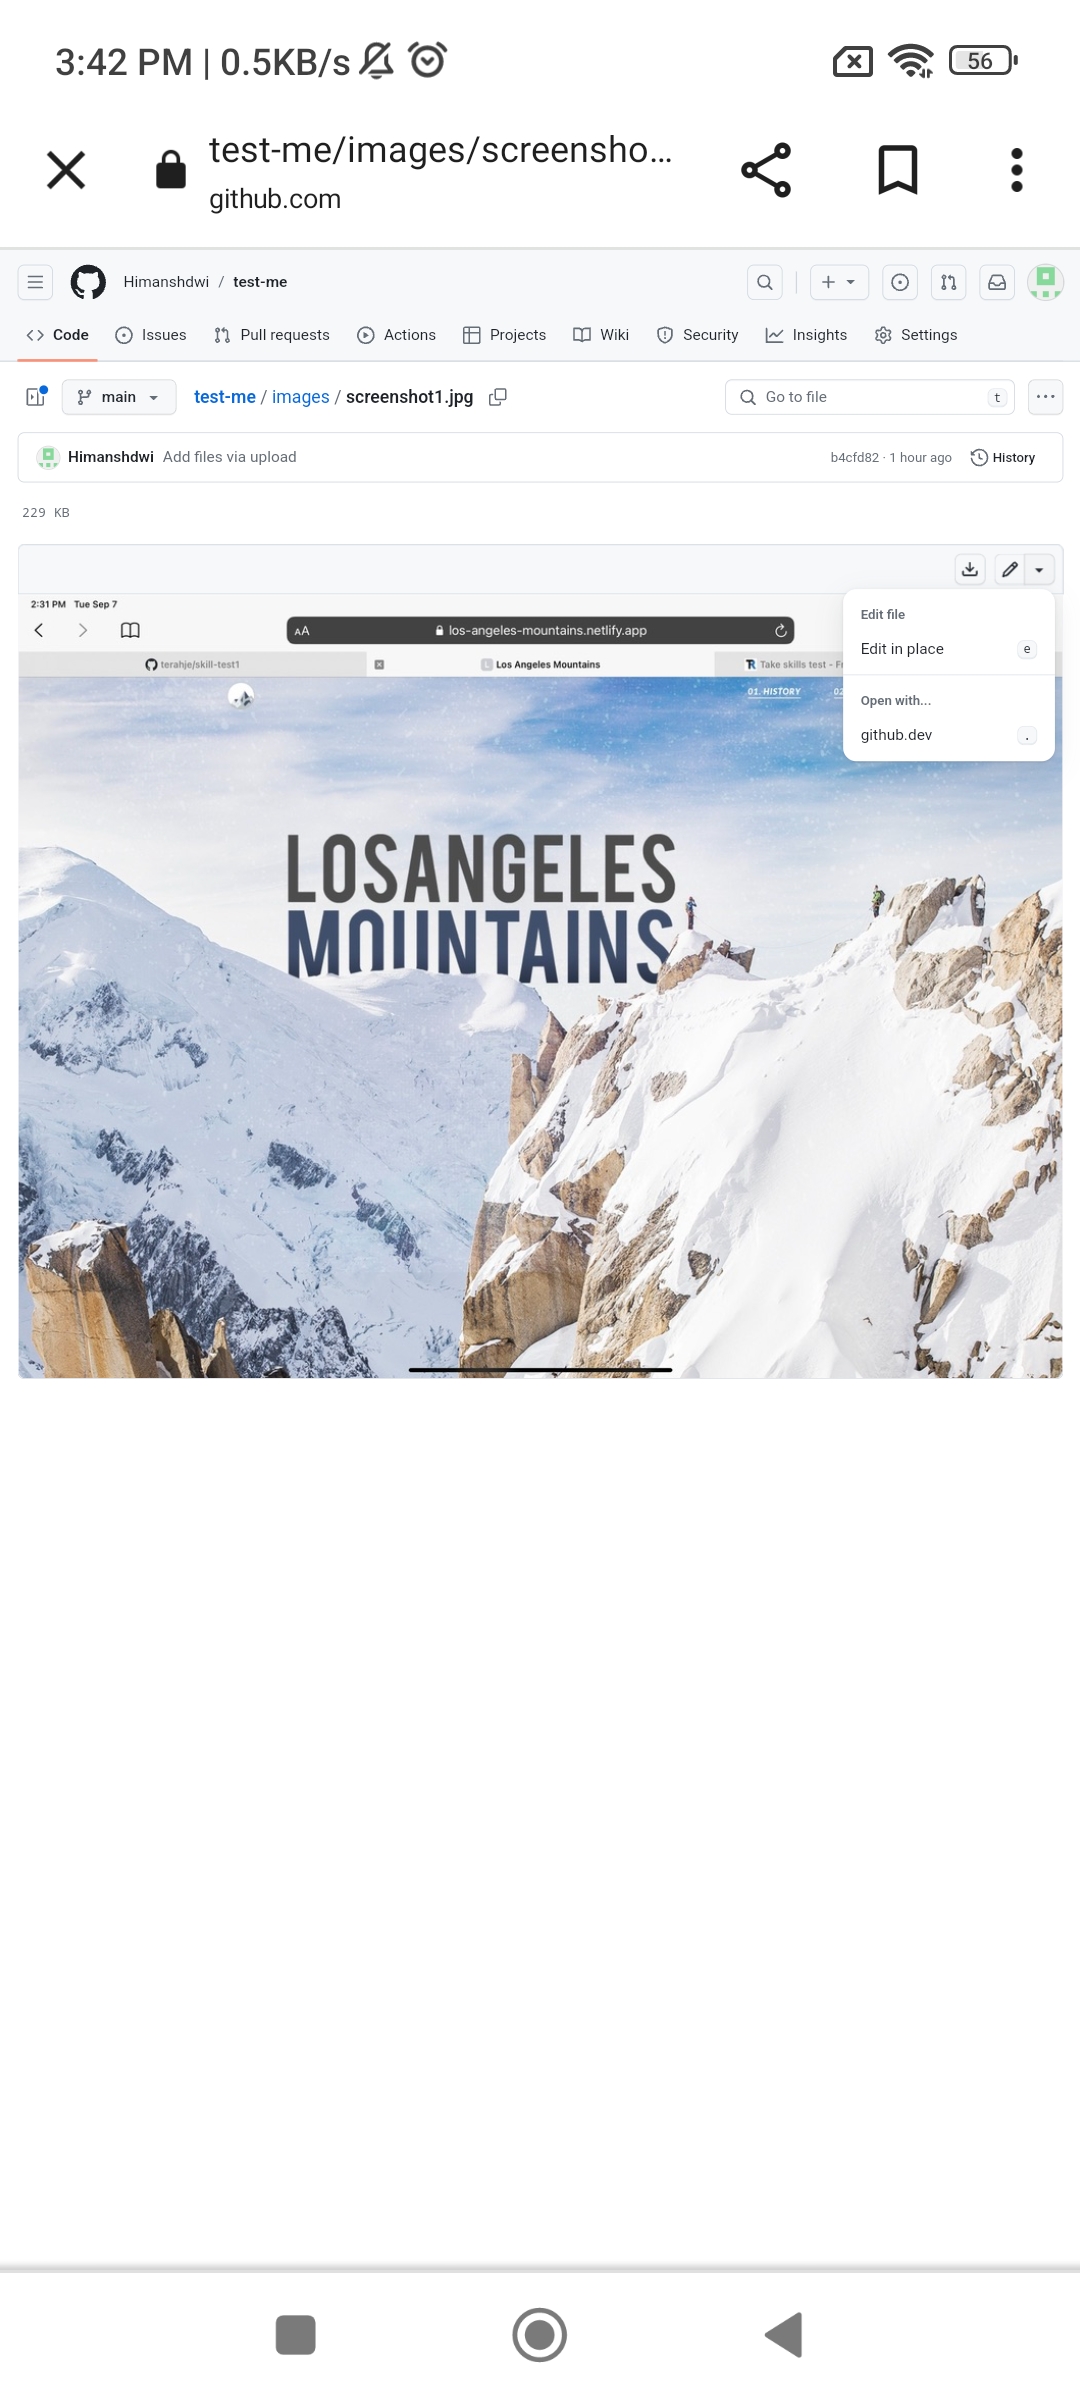 3:42 PM | 0.5KB/s
56
test-me/images/screensho...
github.com
Himanshdwi / test-me
Code Issues Pull requests Actions Projects Wiki Security Insights Settings
main test-me / images / screenshot1.jpg Go to file t
Himanshdwi Add files via upload b4cfd82 · 1 hour ago History
229 KB
Edit file
Edit in place e
Open with...
github.dev .
2:31 PM Tue Sep 7
AA los-angeles-mountains.netlify.app
terahje/skill-test1 Los Angeles Mountains Take skills test - Fr
01. HISTORY 02
LOSANGELES
MOUNTAINS